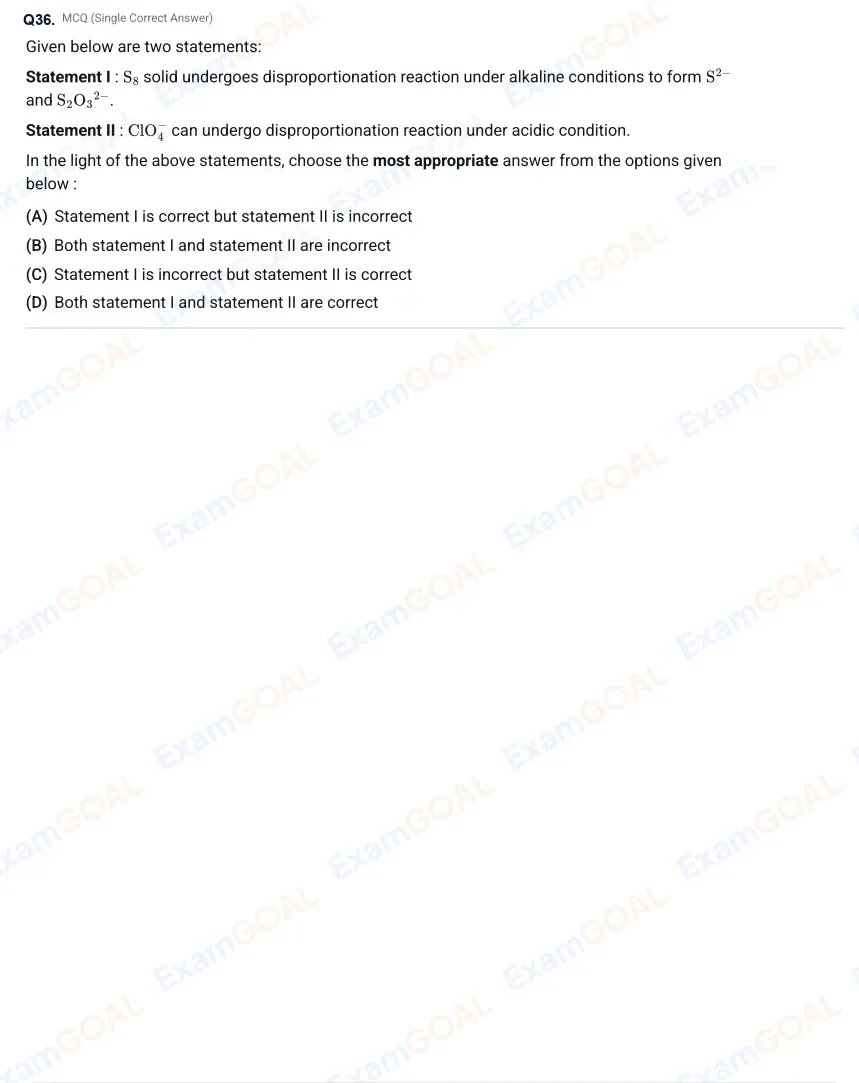 Q36. MCQ (Single Correct Answer)
Given below are two statements:
Statement I : S₈ solid undergoes disproportionation reaction under alkaline conditions to form S²⁻
and S₂O₃²⁻.
Statement II : ClO₄⁻ can undergo disproportionation reaction under acidic condition.
In the light of the above statements, choose the most appropriate answer from the options given
below :
(A) Statement I is correct but statement II is incorrect
(B) Both statement I and statement II are incorrect
(C) Statement I is incorrect but statement II is correct
(D) Both statement I and statement II are correct
ExamGOAL